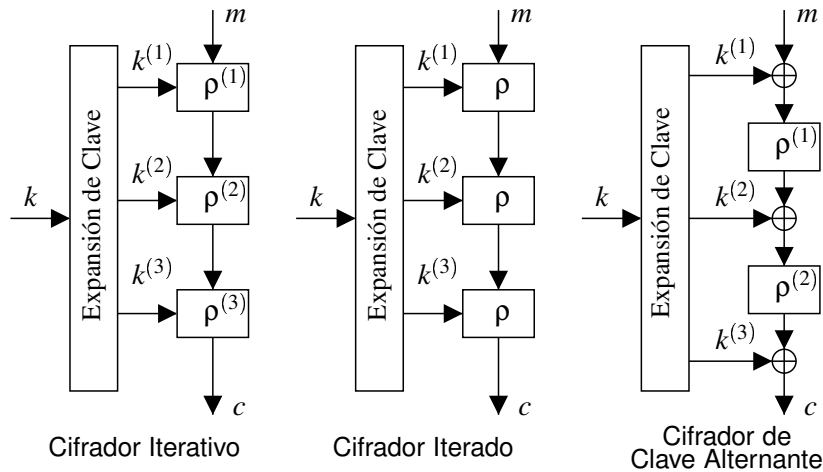 m
k^(1)
ρ^(1)
k^(2)
k
Expansión de Clave
ρ^(2)
k^(3)
ρ^(3)
c
Cifrador Iterativo
m
k^(1)
ρ
k^(2)
k
Expansión de Clave
ρ
k^(3)
ρ
c
Cifrador Iterado
m
k^(1)
ρ^(1)
k^(2)
k
Expansión de Clave
ρ^(2)
k^(3)
c
Cifrador de
Clave Alternante